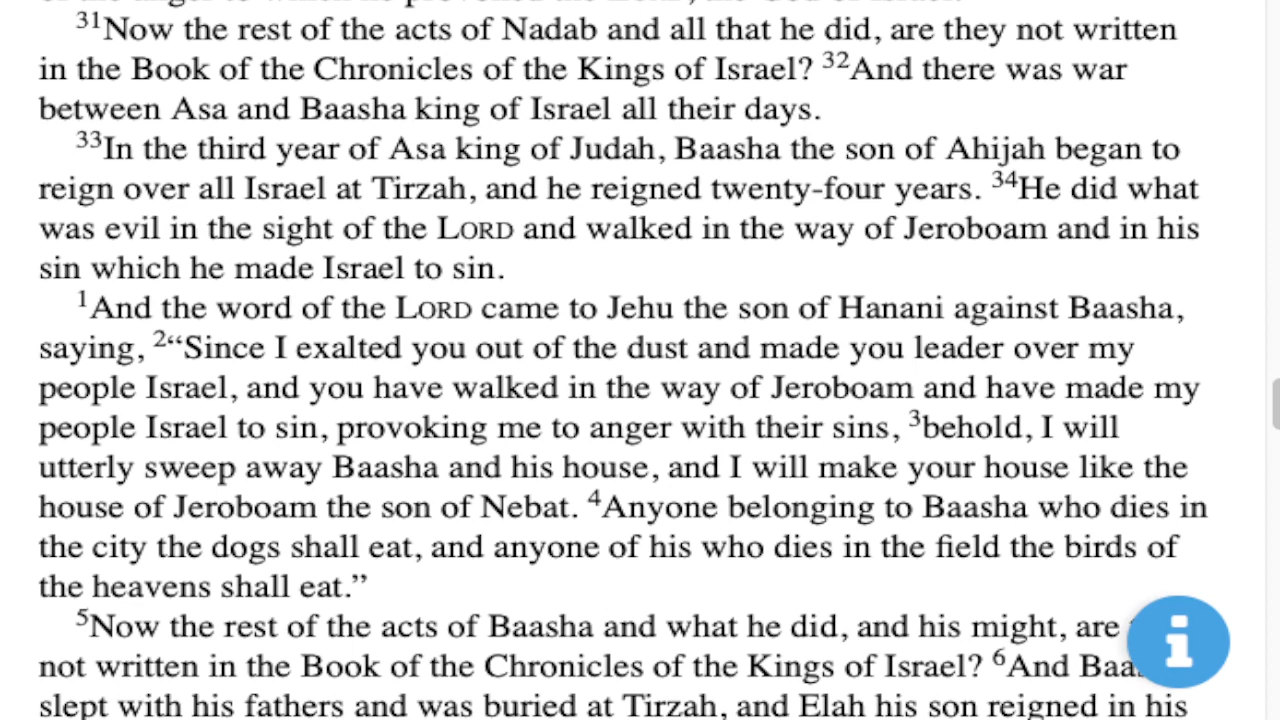 ³¹Now the rest of the acts of Nadab and all that he did, are they not written
in the Book of the Chronicles of the Kings of Israel? ³²And there was war
between Asa and Baasha king of Israel all their days.
³³In the third year of Asa king of Judah, Baasha the son of Ahijah began to
reign over all Israel at Tirzah, and he reigned twenty-four years. ³⁴He did what
was evil in the sight of the LORD and walked in the way of Jeroboam and in his
sin which he made Israel to sin.
¹And the word of the LORD came to Jehu the son of Hanani against Baasha,
saying, ²“Since I exalted you out of the dust and made you leader over my
people Israel, and you have walked in the way of Jeroboam and have made my
people Israel to sin, provoking me to anger with their sins, ³behold, I will
utterly sweep away Baasha and his house, and I will make your house like the
house of Jeroboam the son of Nebat. ⁴Anyone belonging to Baasha who dies in
the city the dogs shall eat, and anyone of his who dies in the field the birds of
the heavens shall eat.”
⁵Now the rest of the acts of Baasha and what he did, and his might, are
not written in the Book of the Chronicles of the Kings of Israel? ⁶And
slept with his fathers and was buried at Tirzah, and Elah his son reigned in his